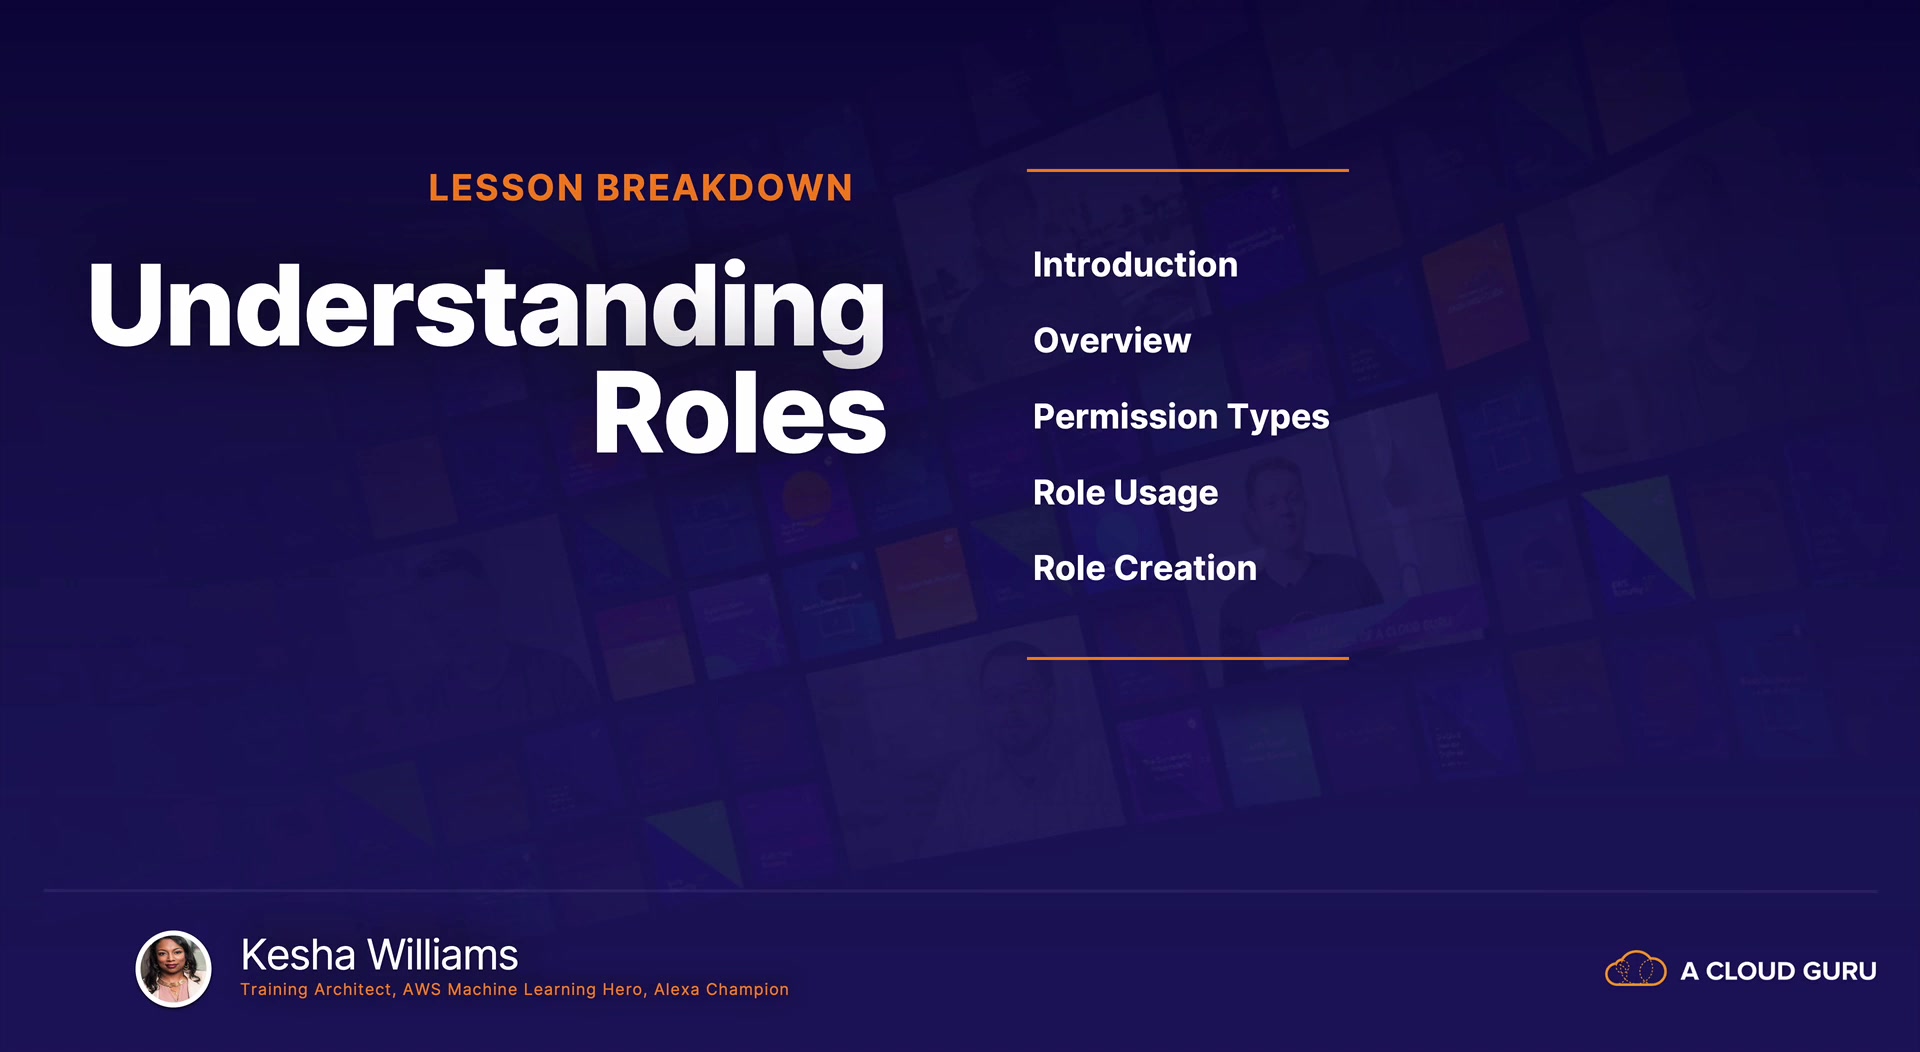 LESSON BREAKDOWN
Understanding
Roles
Introduction
Overview
Permission Types
Role Usage
Role Creation
Kesha Williams
Training Architect, AWS Machine Learning Hero, Alexa Champion
A CLOUD GURU